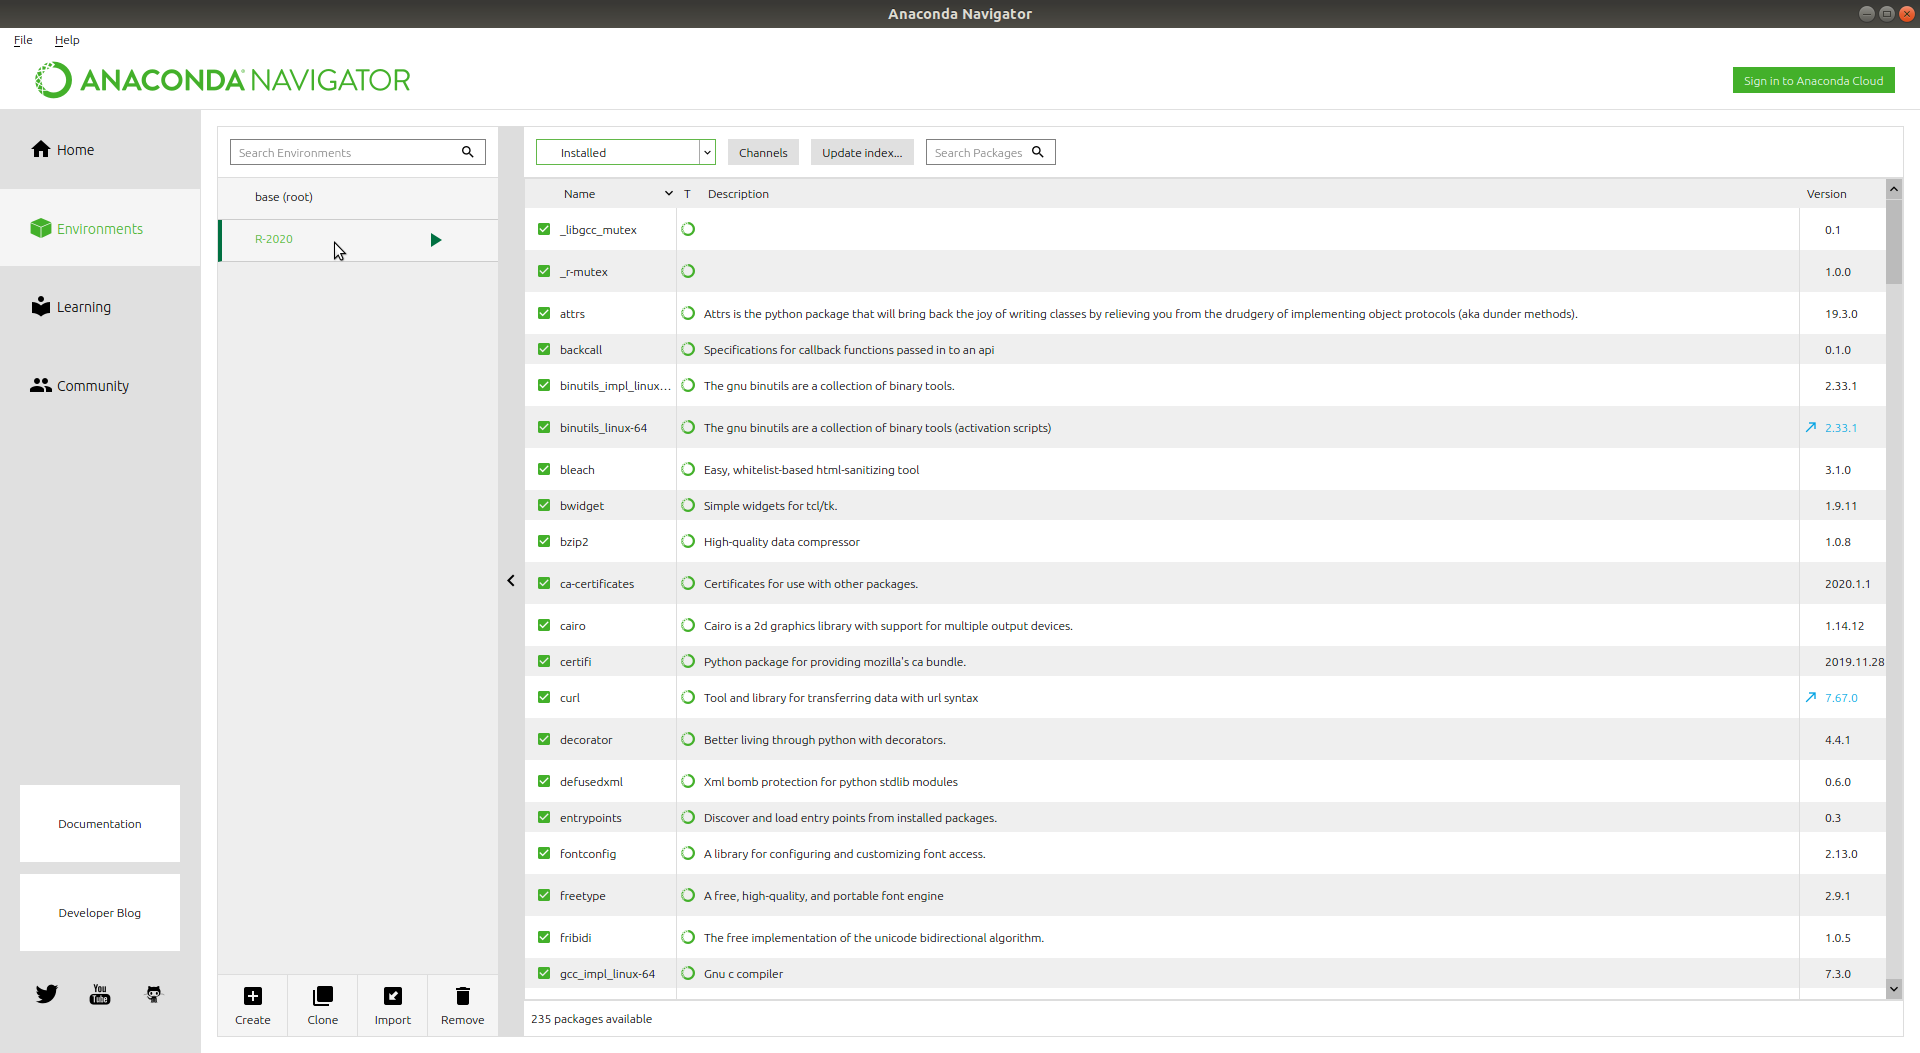 Anaconda Navigator
File Help
ANACONDA NAVIGATOR
Sign in to Anaconda Cloud
Home
Environments
Learning
Community
Documentation
Developer Blog
You Tube
Search Environments
base (root)
R-2020
Create Clone Import Remove
Installed Channels Update index... Search Packages
Name T Description Version
_libgcc_mutex 0.1
_r-mutex 1.0.0
attrs Attrs is the python package that will bring back the joy of writing classes by relieving you from the drudgery of implementing object protocols (aka dunder methods). 19.3.0
backcall Specifications for callback functions passed in to an api 0.1.0
binutils_impl_linux... The gnu binutils are a collection of binary tools. 2.33.1
binutils_linux-64 The gnu binutils are a collection of binary tools (activation scripts) 2.33.1
bleach Easy, whitelist-based html-sanitizing tool 3.1.0
bwidget Simple widgets for tcl/tk. 1.9.11
bzip2 High-quality data compressor 1.0.8
ca-certificates Certificates for use with other packages. 2020.1.1
cairo Cairo is a 2d graphics library with support for multiple output devices. 1.14.12
certifi Python package for providing mozilla's ca bundle. 2019.11.28
curl Tool and library for transferring data with url syntax 7.67.0
decorator Better living through python with decorators. 4.4.1
defusedxml Xml bomb protection for python stdlib modules 0.6.0
entrypoints Discover and load entry points from installed packages. 0.3
fontconfig A library for configuring and customizing font access. 2.13.0
freetype A free, high-quality, and portable font engine 2.9.1
fribidi The free implementation of the unicode bidirectional algorithm. 1.0.5
gcc_impl_linux-64 Gnu c compiler 7.3.0
235 packages available